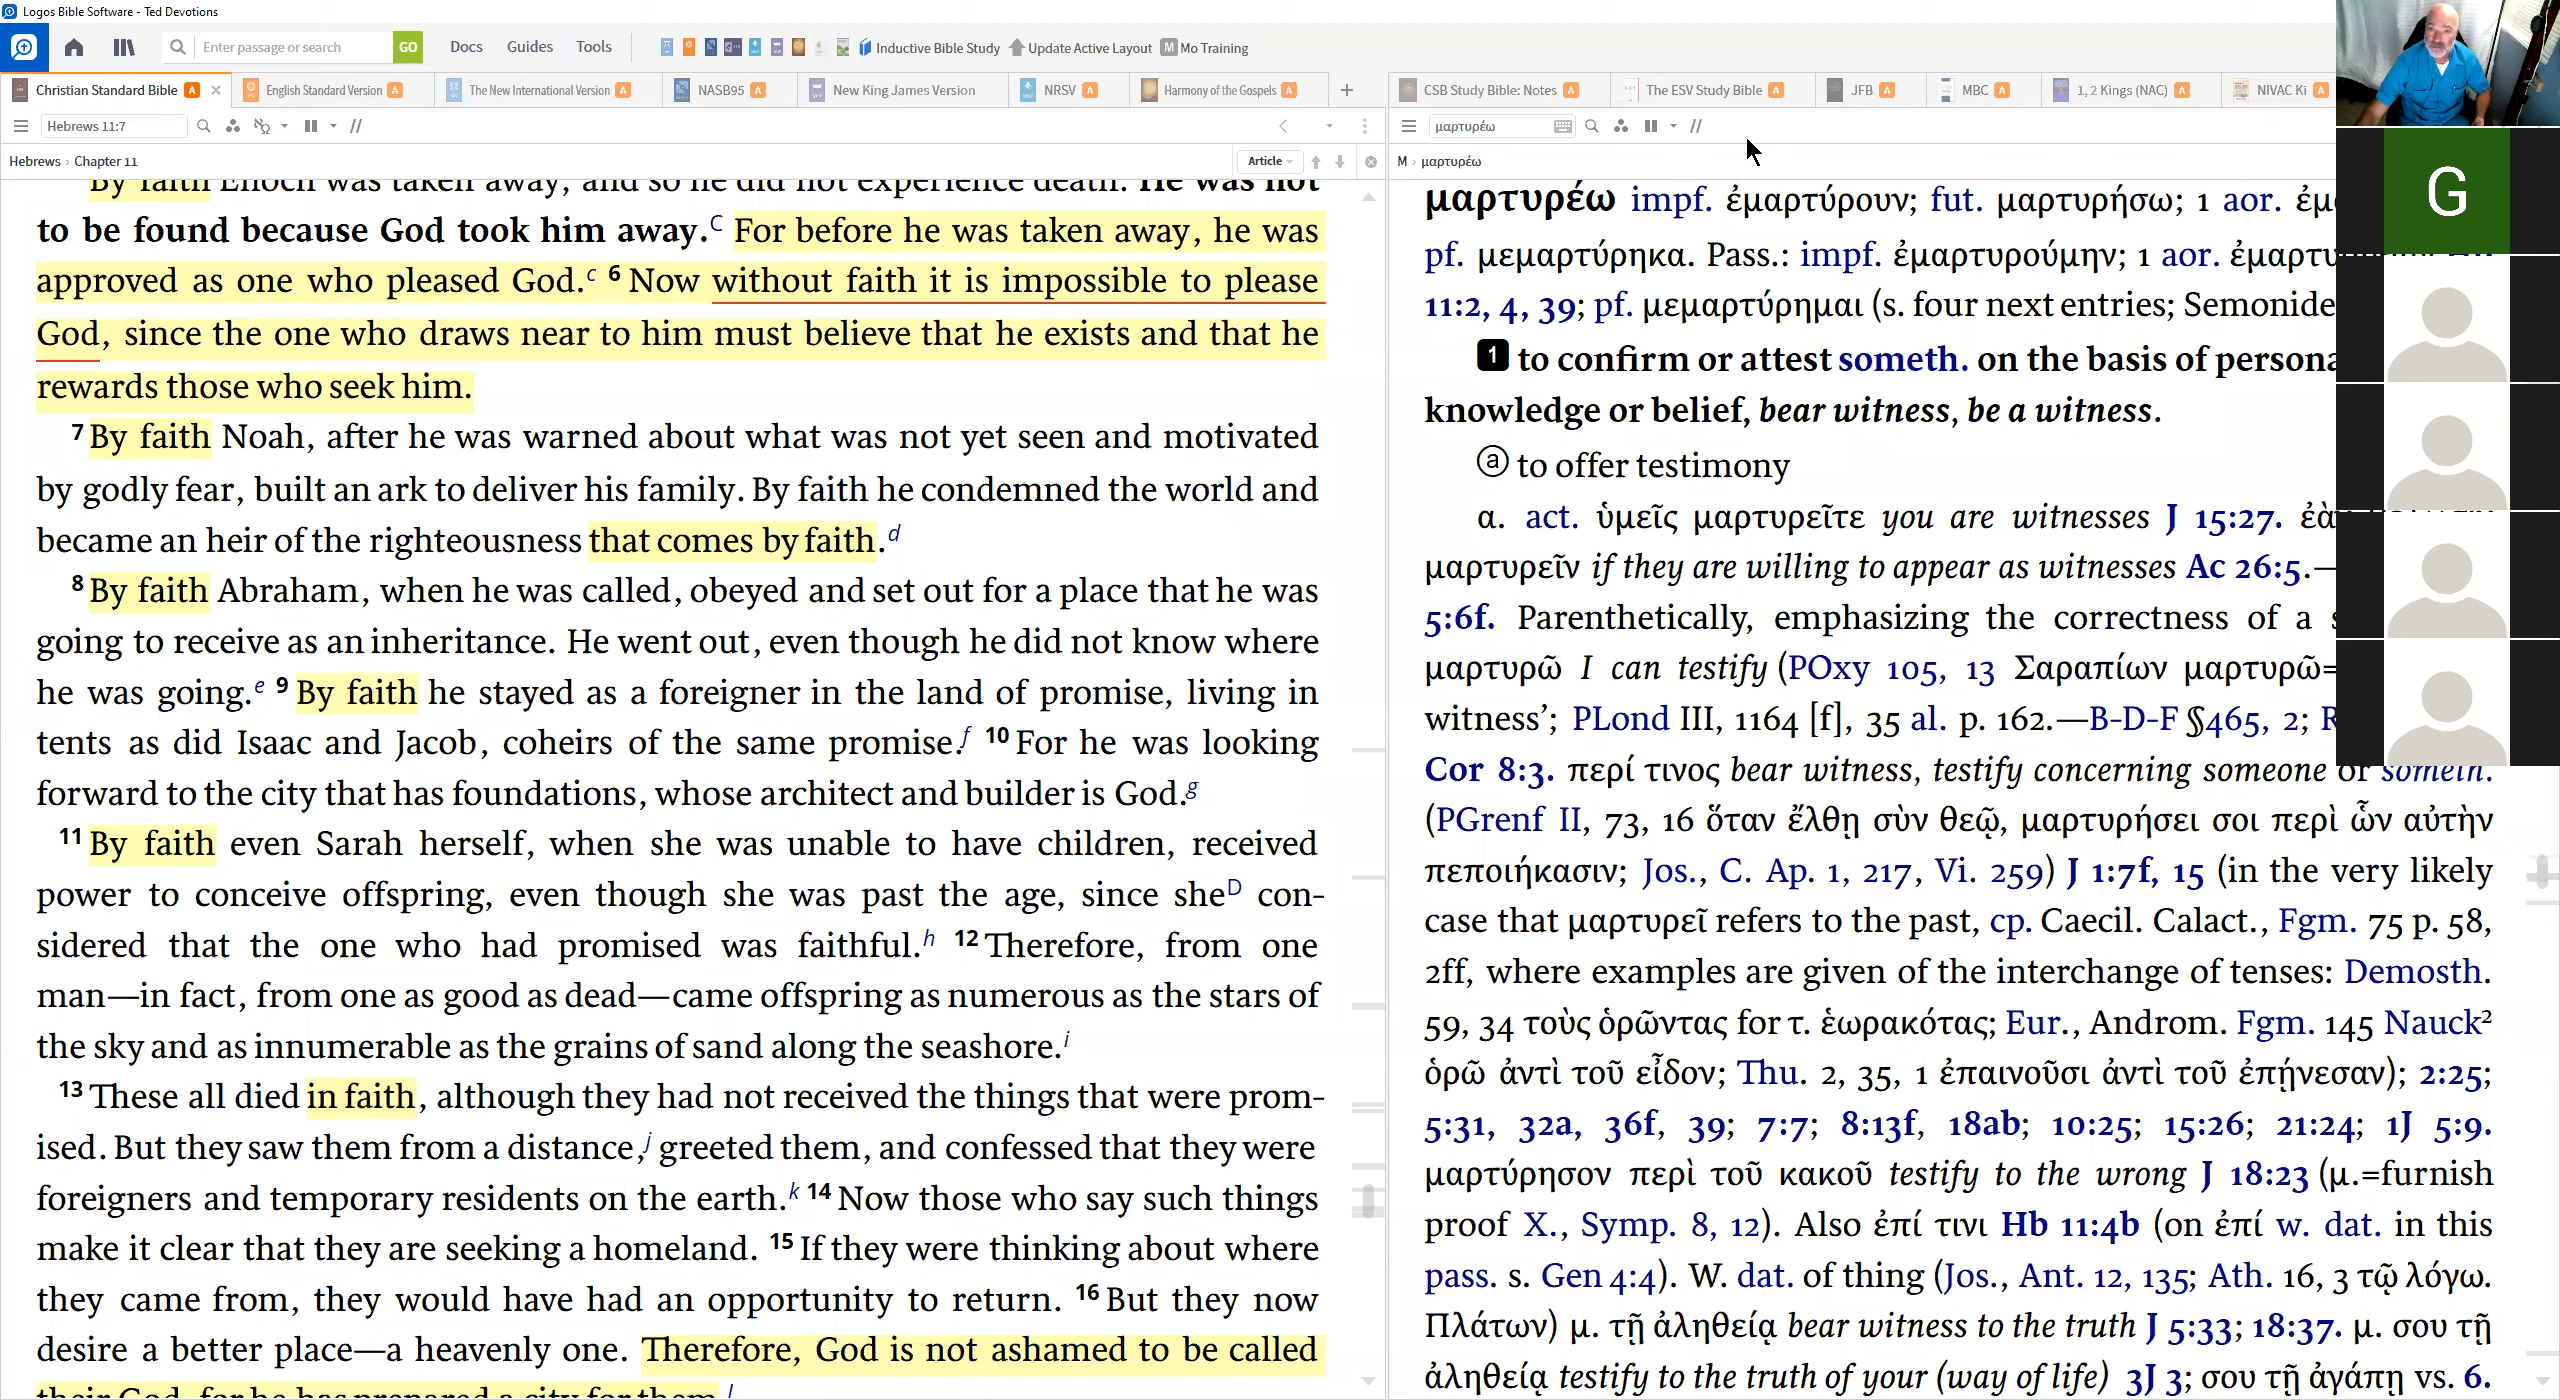 Logos Bible Software - Ted Devotions
Enter passage or search GO Docs Guides Tools Inductive Bible Study Update Active Layout M Mo Training
Christian Standard Bible A English Standard Version A The New International Version A NASB95 A New King James Version NRSV A Harmony of the Gospels A
Hebrews 11:7
Hebrews › Chapter 11 Article
By faith Enoch was taken away, and so he did not experience death. He was not
to be found because God took him away.C For before he was taken away, he was
approved as one who pleased God.c 6 Now without faith it is impossible to please
God, since the one who draws near to him must believe that he exists and that he
rewards those who seek him.
7 By faith Noah, after he was warned about what was not yet seen and motivated
by godly fear, built an ark to deliver his family. By faith he condemned the world and
became an heir of the righteousness that comes by faith.d
8 By faith Abraham, when he was called, obeyed and set out for a place that he was
going to receive as an inheritance. He went out, even though he did not know where
he was going.e 9 By faith he stayed as a foreigner in the land of promise, living in
tents as did Isaac and Jacob, coheirs of the same promise.f 10 For he was looking
forward to the city that has foundations, whose architect and builder is God.g
11 By faith even Sarah herself, when she was unable to have children, received
power to conceive offspring, even though she was past the age, since sheD con-
sidered that the one who had promised was faithful.h 12 Therefore, from one
man—in fact, from one as good as dead—came offspring as numerous as the stars of
the sky and as innumerable as the grains of sand along the seashore.i
13 These all died in faith, although they had not received the things that were prom-
ised. But they saw them from a distance,j greeted them, and confessed that they were
foreigners and temporary residents on the earth.k 14 Now those who say such things
make it clear that they are seeking a homeland. 15 If they were thinking about where
they came from, they would have had an opportunity to return. 16 But they now
desire a better place—a heavenly one. Therefore, God is not ashamed to be called
their God, for he has prepared a city for them.l
CSB Study Bible: Notes A The ESV Study Bible A JFB A MBC A 1, 2 Kings (NAC) A NIVAC Ki A
μαρτυρέω
M › μαρτυρέω
μαρτυρέω impf. ἐμαρτύρουν; fut. μαρτυρήσω; 1 aor.
pf. μεμαρτύρηκα. Pass.: impf. ἐμαρτυρούμην; 1 aor.
11:2, 4, 39; pf. μεμαρτύρημαι (s. four next entries;
1 to confirm or attest someth. on the basis of
knowledge or belief, bear witness, be a witness.
a to offer testimony
α. act. ὑμεῖς μαρτυρεῖτε you are witnesses J 15:27.
μαρτυρεῖν if they are willing to appear as witnesses Ac 26:5.—
5:6f. Parenthetically, emphasizing the correctness of a
μαρτυρῶ I can testify (POxy 105, 13 Σαραπίων μαρτυρῶ=
witness’; PLond III, 1164 [f], 35 al. p. 162.—B-D-F §465, 2; R
Cor 8:3. περί τινος bear witness, testify concerning someone or someth.
(PGrenf II, 73, 16 ὅταν ἔλθῃ σὺν θεῷ, μαρτυρήσει σοι περὶ ὧν αὐτὴν
πεποιήκασιν; Jos., C. Ap. 1, 217, Vi. 259) J 1:7f, 15 (in the very likely
case that μαρτυρεῖ refers to the past, cp. Caecil. Calact., Fgm. 75 p. 58,
2ff, where examples are given of the interchange of tenses: Demosth.
59, 34 τοὺς ὁρῶντας for τ. ἑωρακότας; Eur., Androm. Fgm. 145 Nauck2
ὁρῶ ἀντὶ τοῦ εἶδον; Thu. 2, 35, 1 ἐπαινοῦσι ἀντὶ τοῦ ἐπῄνεσαν); 2:25;
5:31, 32a, 36f, 39; 7:7; 8:13f, 18ab; 10:25; 15:26; 21:24; 1J 5:9.
μαρτύρησον περὶ τοῦ κακοῦ testify to the wrong J 18:23 (μ.=furnish
proof X., Symp. 8, 12). Also ἐπί τινι Hb 11:4b (on ἐπί w. dat. in this
pass. s. Gen 4:4). W. dat. of thing (Jos., Ant. 12, 135; Ath. 16, 3 τῷ λόγω.
Πλάτων) μ. τῇ ἀληθείᾳ bear witness to the truth J 5:33; 18:37. μ. σου τῇ
ἀληθείᾳ testify to the truth of your (way of life) 3J 3; σου τῇ ἀγάπῃ vs. 6.
G